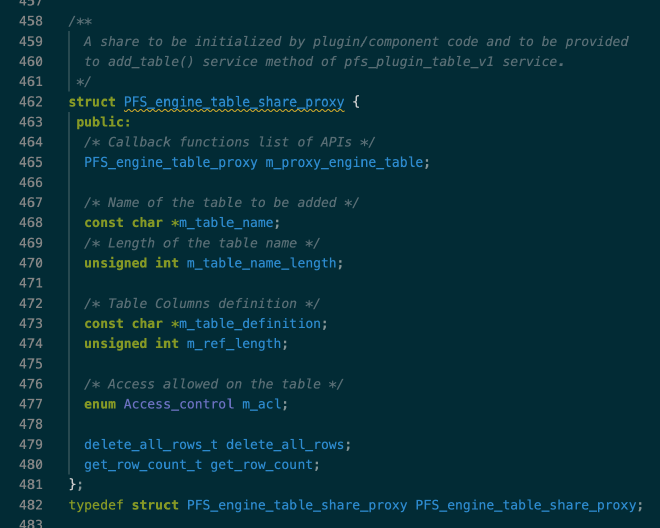 457
458 /**
459 A share to be initialized by plugin/component code and to be provided
460 to add_table() service method of pfs_plugin_table_v1 service.
461 */
462 struct PFS_engine_table_share_proxy {
463 public:
464 /* Callback functions list of APIs */
465 PFS_engine_table_proxy m_proxy_engine_table;
466
467 /* Name of the table to be added */
468 const char *m_table_name;
469 /* Length of the table name */
470 unsigned int m_table_name_length;
471
472 /* Table Columns definition */
473 const char *m_table_definition;
474 unsigned int m_ref_length;
475
476 /* Access allowed on the table */
477 enum Access_control m_acl;
478
479 delete_all_rows_t delete_all_rows;
480 get_row_count_t get_row_count;
481 };
482 typedef struct PFS_engine_table_share_proxy PFS_engine_table_share_proxy;
483